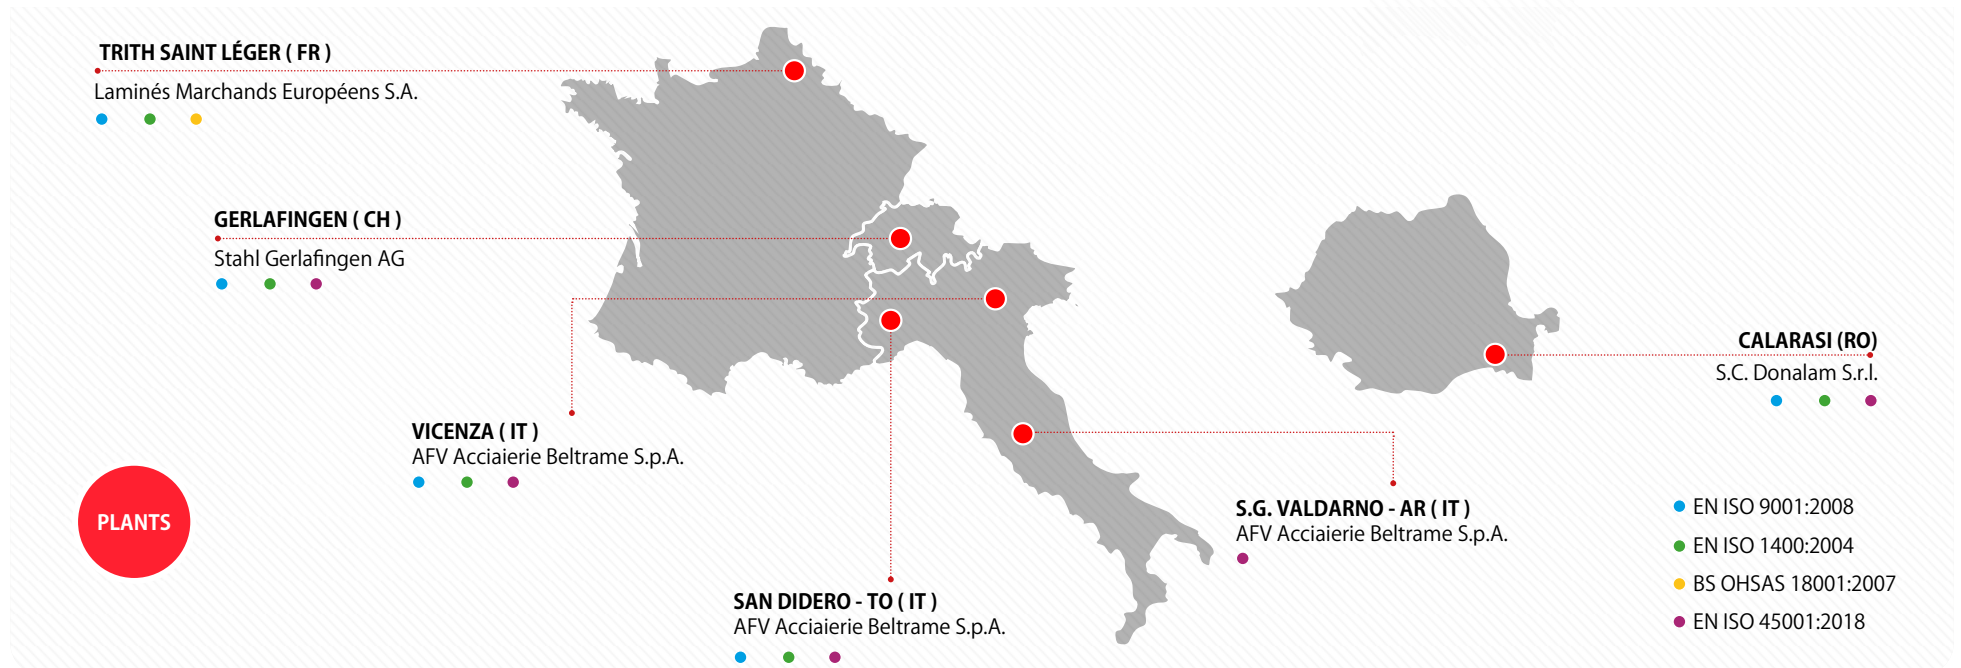 TRITH SAINT LÉGER ( FR )
Laminés Marchands Européens S.A.
GERLAFINGEN ( CH )
Stahl Gerlafingen AG
CALARASI (RO)
S.C. Donalam S.r.l.
VICENZA ( IT )
AFV Acciaierie Beltrame S.p.A.
PLANTS
S.G. VALDARNO - AR ( IT )
AFV Acciaierie Beltrame S.p.A.
SAN DIDERO - TO ( IT )
AFV Acciaierie Beltrame S.p.A.
EN ISO 9001:2008
EN ISO 1400:2004
BS OHSAS 18001:2007
EN ISO 45001:2018